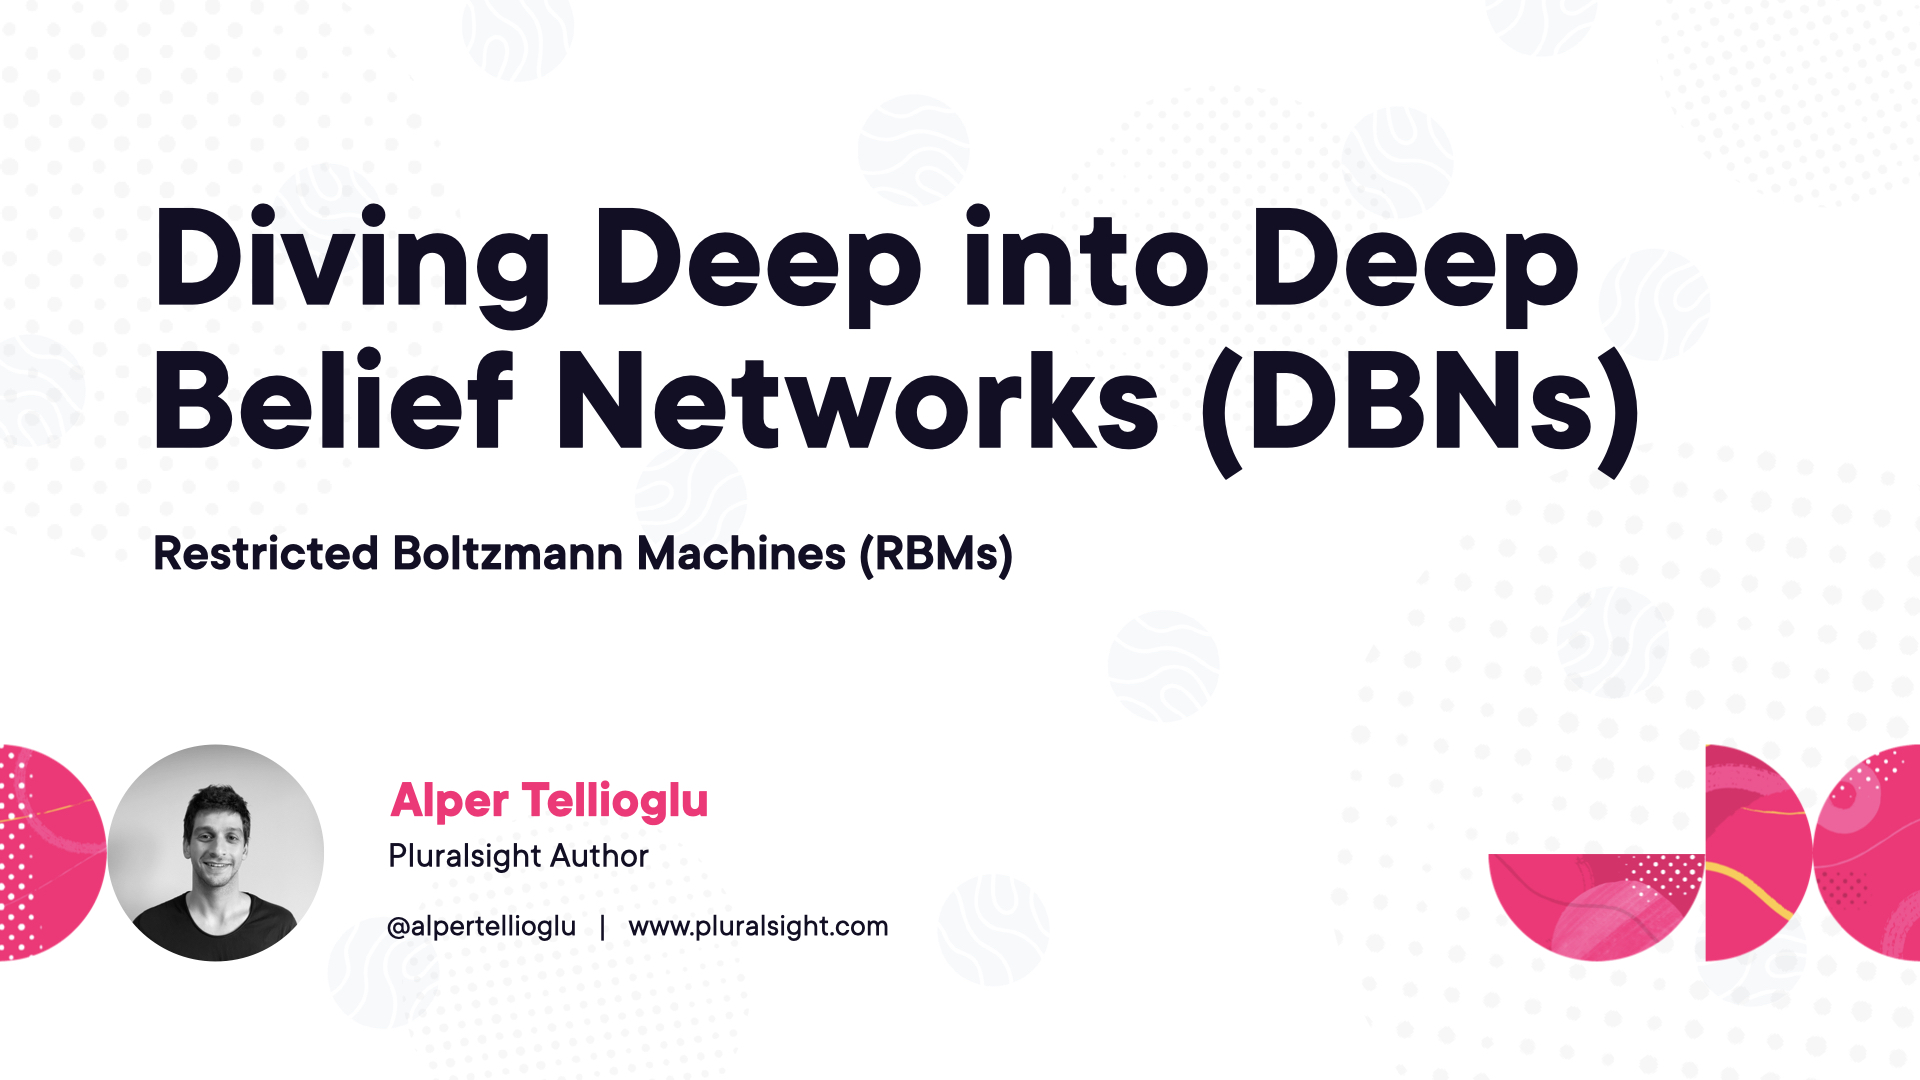 Diving Deep into Deep
Belief Networks (DBNs)
Restricted Boltzmann Machines (RBMs)
Alper Tellioglu
Pluralsight Author
@alpertellioglu | www.pluralsight.com